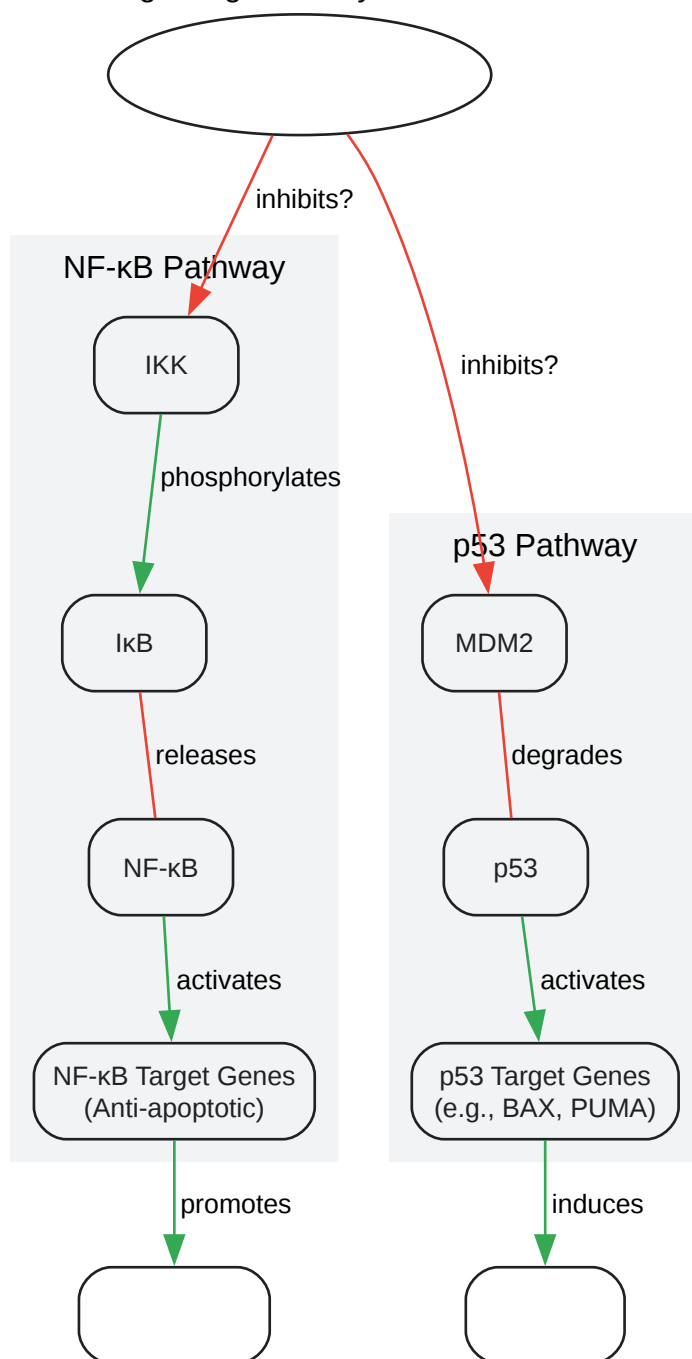 inhibits?
NF-κB Pathway
IKK
inhibits?
phosphorylates
p53 Pathway
IκB
MDM2
releases
degrades
NF-κB
p53
activates
activates
NF-κB Target Genes
(Anti-apoptotic)
p53 Target Genes
(e.g., BAX, PUMA)
promotes
induces